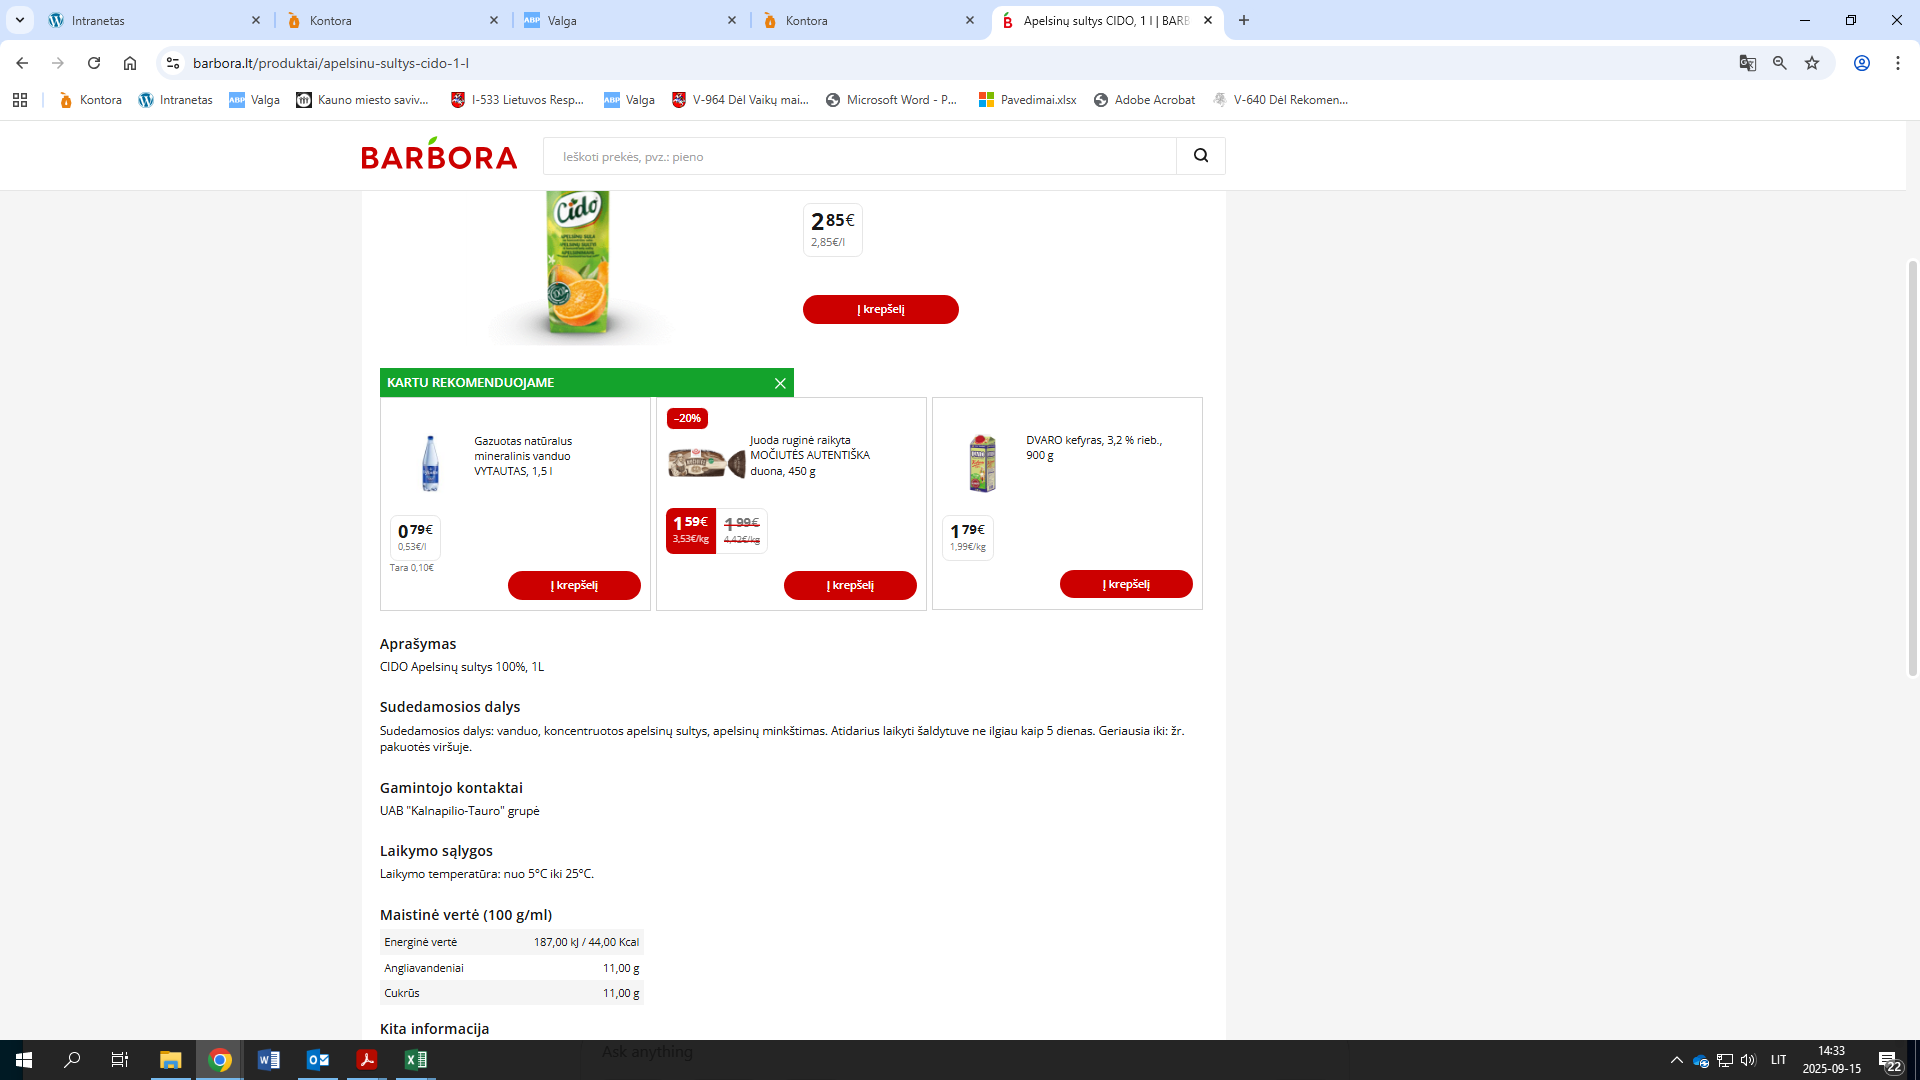 Intranetas
Kontora
Valga
Kontora
Apelsinų sultys CIDO, 1 l | BARB
barbora.lt/produktai/apelsinu-sultys-cido-1-l
Kontora
Intranetas
Valga
Kauno miesto saviv...
I-533 Lietuvos Resp...
Valga
V-964 Dėl Vaikų mai...
Microsoft Word - P...
Pavedimai.xlsx
Adobe Acrobat
V-640 Dėl Rekomen...
BARBORA
Ieškoti prekės, pvz.: pieno
Cido
2 85€
2,85€/l
Į krepšelį
KARTU REKOMENDUOJAME
Gazuotas natūralus
mineralinis vanduo
VYTAUTAS, 1,5 l
0 79€
0,53€/l
Tara 0,10€
Į krepšelį
–20%
Juoda ruginė raikyta
MOČIUTĖS AUTENTIŠKA
duona, 450 g
1 59€
3,53€/kg
1 99€
4,42€/kg
Į krepšelį
DVARO kefyras, 3,2 % rieb.,
900 g
1 79€
1,99€/kg
Į krepšelį
Aprašymas
CIDO Apelsinų sultys 100%, 1L
Sudedamosios dalys
Sudedamosios dalys: vanduo, koncentruotos apelsinų sultys, apelsinų minkštimas. Atidarius laikyti šaldytuve ne ilgiau kaip 5 dienas. Geriausia iki: žr.
pakuotės viršuje.
Gamintojo kontaktai
UAB "Kalnapilio-Tauro" grupė
Laikymo sąlygos
Laikymo temperatūra: nuo 5°C iki 25°C.
Maistinė vertė (100 g/ml)
Energinė vertė 187,00 kJ / 44,00 Kcal
Angliavandeniai 11,00 g
Cukrūs 11,00 g
Kita informacija
Ask anything
LIT
14:33
2025-09-15
22